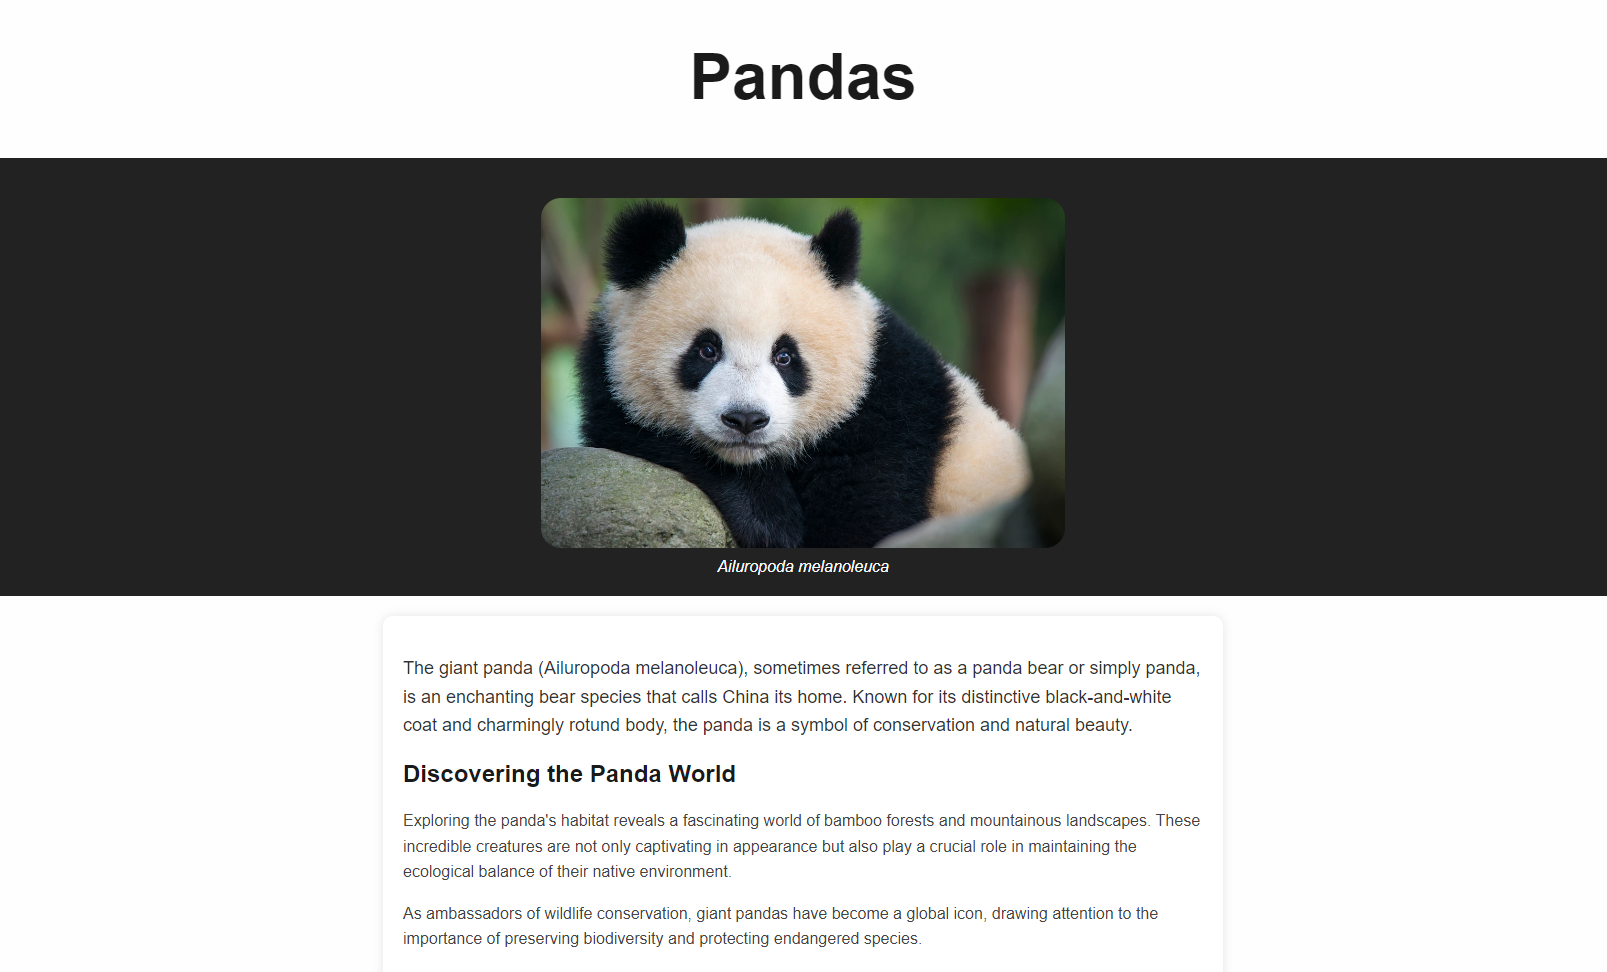 Pandas
Ailuropoda melanoleuca
The giant panda (Ailuropoda melanoleuca), sometimes referred to as a panda bear or simply panda,
is an enchanting bear species that calls China its home. Known for its distinctive black-and-white
coat and charmingly rotund body, the panda is a symbol of conservation and natural beauty.
Discovering the Panda World
Exploring the panda's habitat reveals a fascinating world of bamboo forests and mountainous landscapes. These
incredible creatures are not only captivating in appearance but also play a crucial role in maintaining the
ecological balance of their native environment.
As ambassadors of wildlife conservation, giant pandas have become a global icon, drawing attention to the
importance of preserving biodiversity and protecting endangered species.